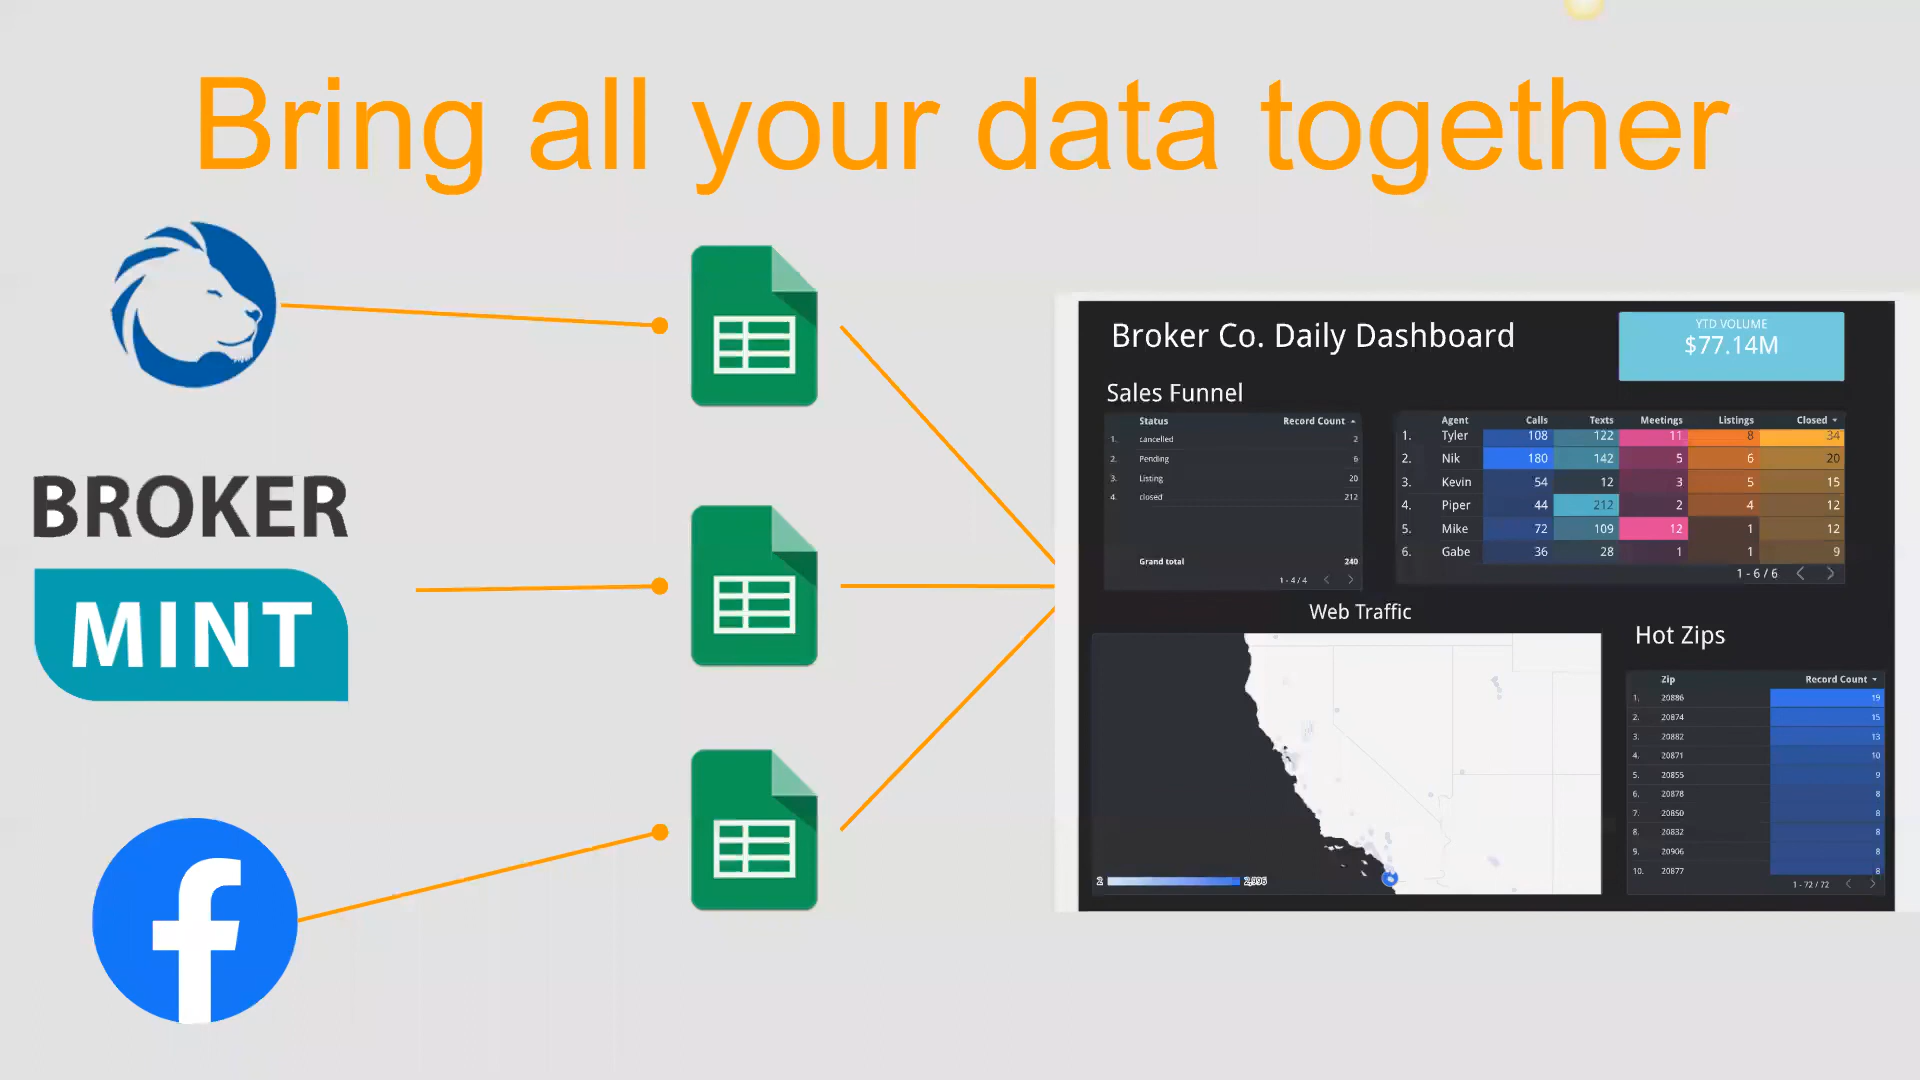 Bring all your data together
BROKER
MINT
Broker Co. Daily Dashboard
YTD VOLUME
$77.14M
Sales Funnel
Status Record Count
1. cancelled 2
2. Pending 6
3. Listing 20
4. closed 212
Grand total 240
1 - 4 / 4
Agent Calls Texts Meetings Listings Closed
1. Tyler 108 122 11 8 34
2. Nik 180 142 5 6 20
3. Kevin 54 12 3 5 15
4. Piper 44 212 2 4 12
5. Mike 72 109 12 1 12
6. Gabe 36 28 1 1 9
1 - 6 / 6
Web Traffic
2 2,996
Hot Zips
Zip Record Count
1. 20886 19
2. 20874 15
3. 20882 13
4. 20871 10
5. 20855 9
6. 20878 8
7. 20850 8
8. 20832 8
9. 20906 8
10. 20877 8
1 - 72 / 72